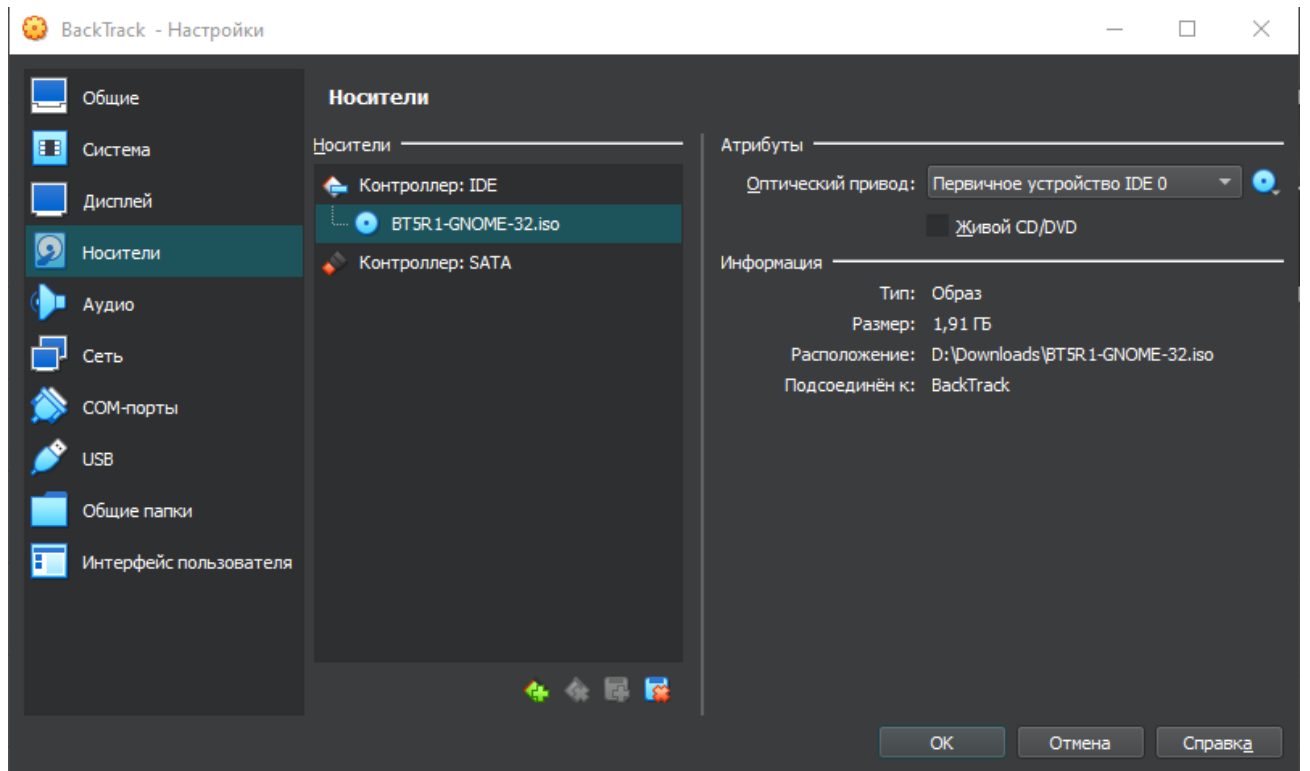 BackTrack - Настройки
Общие
Система
Дисплей
Носители
Аудио
Сеть
COM-порты
USB
Общие папки
Интерфейс пользователя
Носители
Носители
Контроллер: IDE
BT5R1-GNOME-32.iso
Контроллер: SATA
Атрибуты
Оптический привод: Первичное устройство IDE 0
Живой CD/DVD
Информация
Тип: Образ
Размер: 1,91 ГБ
Расположение: D:\Downloads\BT5R1-GNOME-32.iso
Подсоединён к: BackTrack
OK Отмена Справка